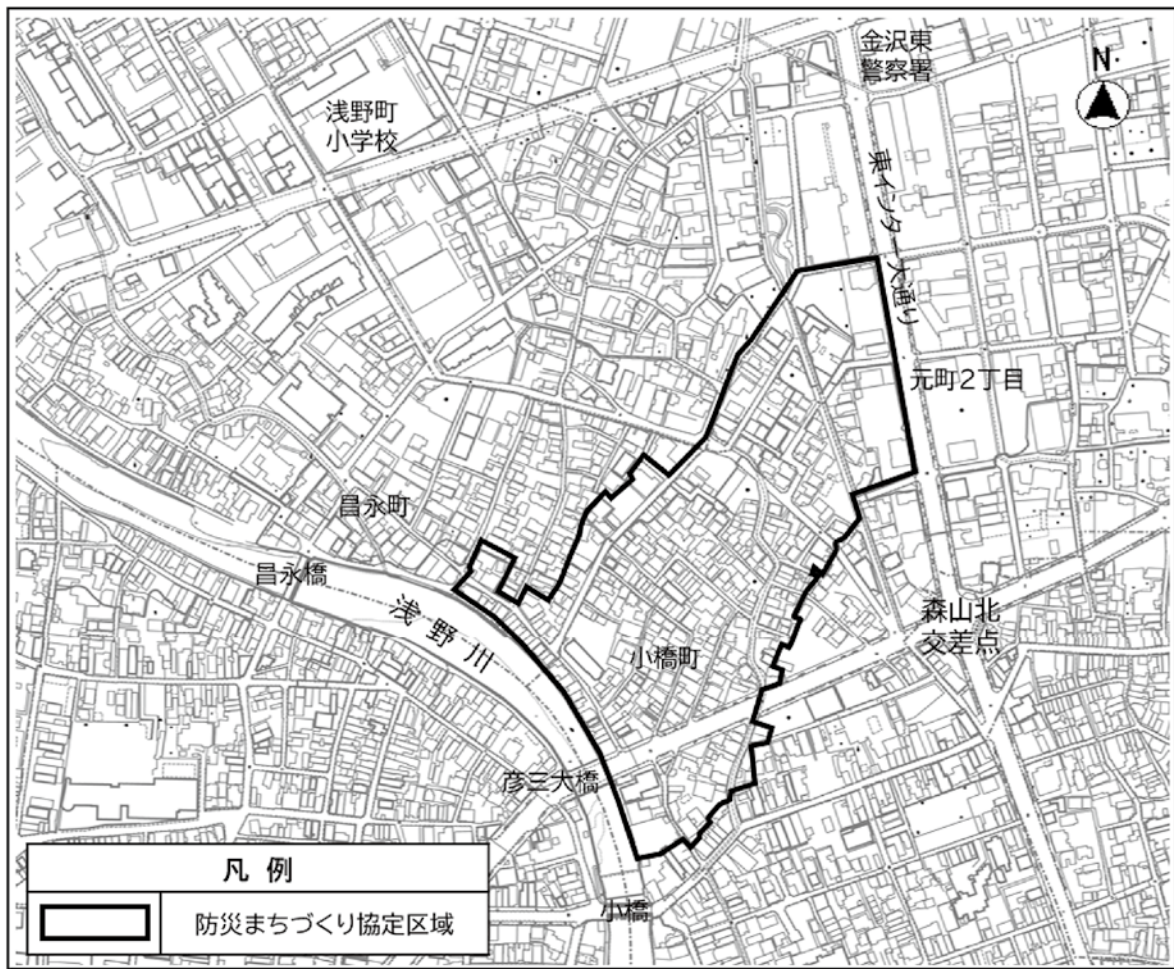 金沢東
警察署
N
浅野町
小学校
東インター大通り
元町2丁目
昌永町
昌永橋
浅野川
森山北
交差点
小橋町
彦三大橋
小橋
凡例
防災まちづくり協定区域